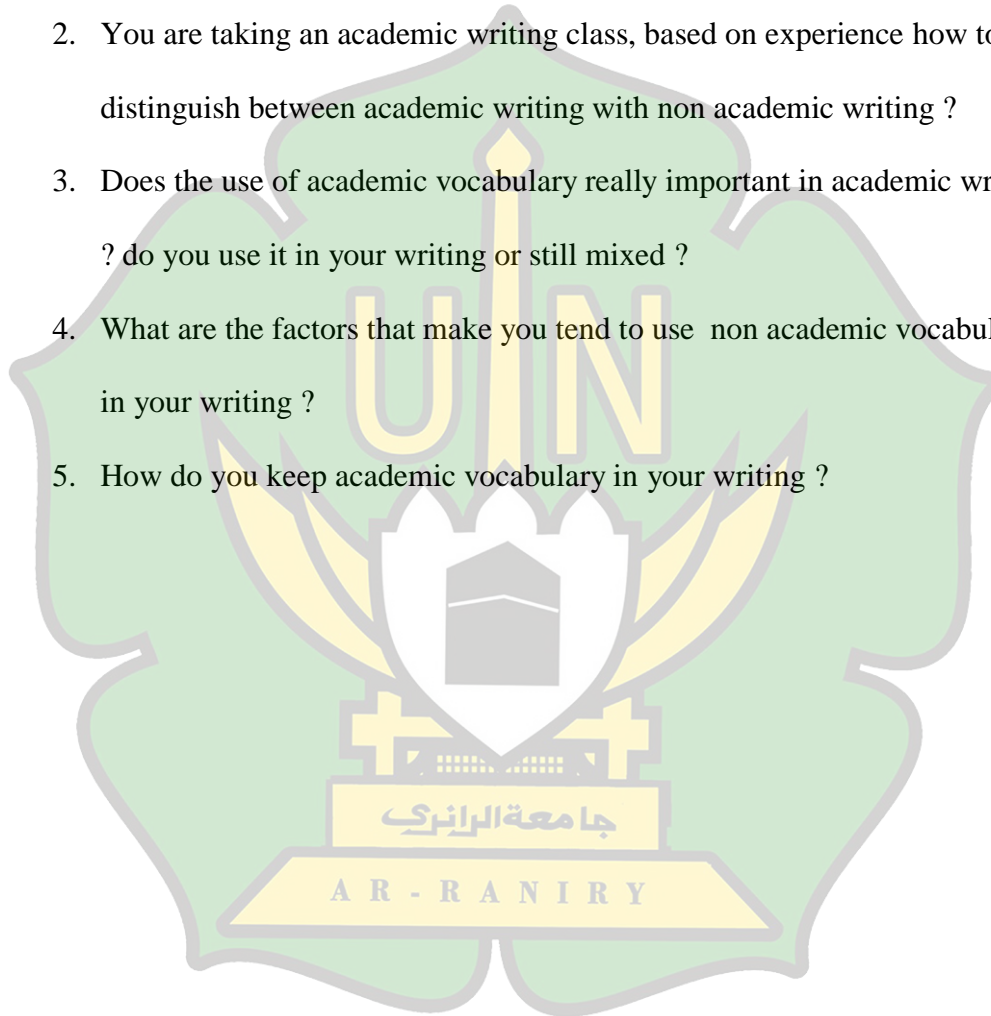 2. You are taking an academic writing class, based on experience how to
distinguish between academic writing with non academic writing ?
3. Does the use of academic vocabulary really important in academic wr
? do you use it in your writing or still mixed ?
4. What are the factors that make you tend to use  non academic vocabul
in your writing ?
5. How do you keep academic vocabulary in your writing ?
UIN
جامعة الرانري
AR-RANIRY